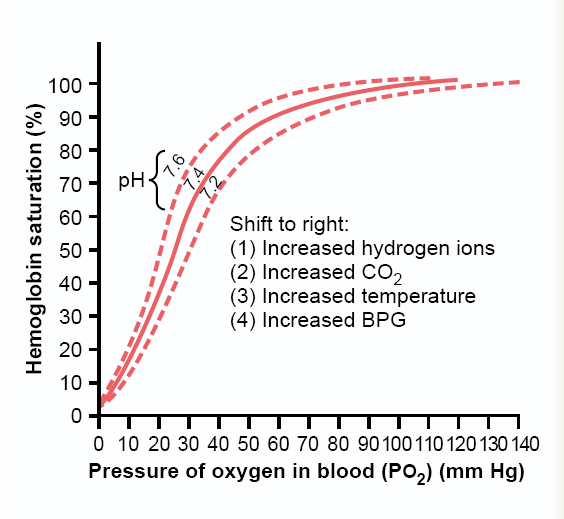 Hemoglobin saturation (%)
100
90
80
70
60
50
40
30
20
10
0
pH
7.6
7.4
7.2
Shift to right:
(1) Increased hydrogen ions
(2) Increased CO₂
(3) Increased temperature
(4) Increased BPG
0 10 20 30 40 50 60 70 80 90 100 110 120 130 140
Pressure of oxygen in blood (PO₂) (mm Hg)